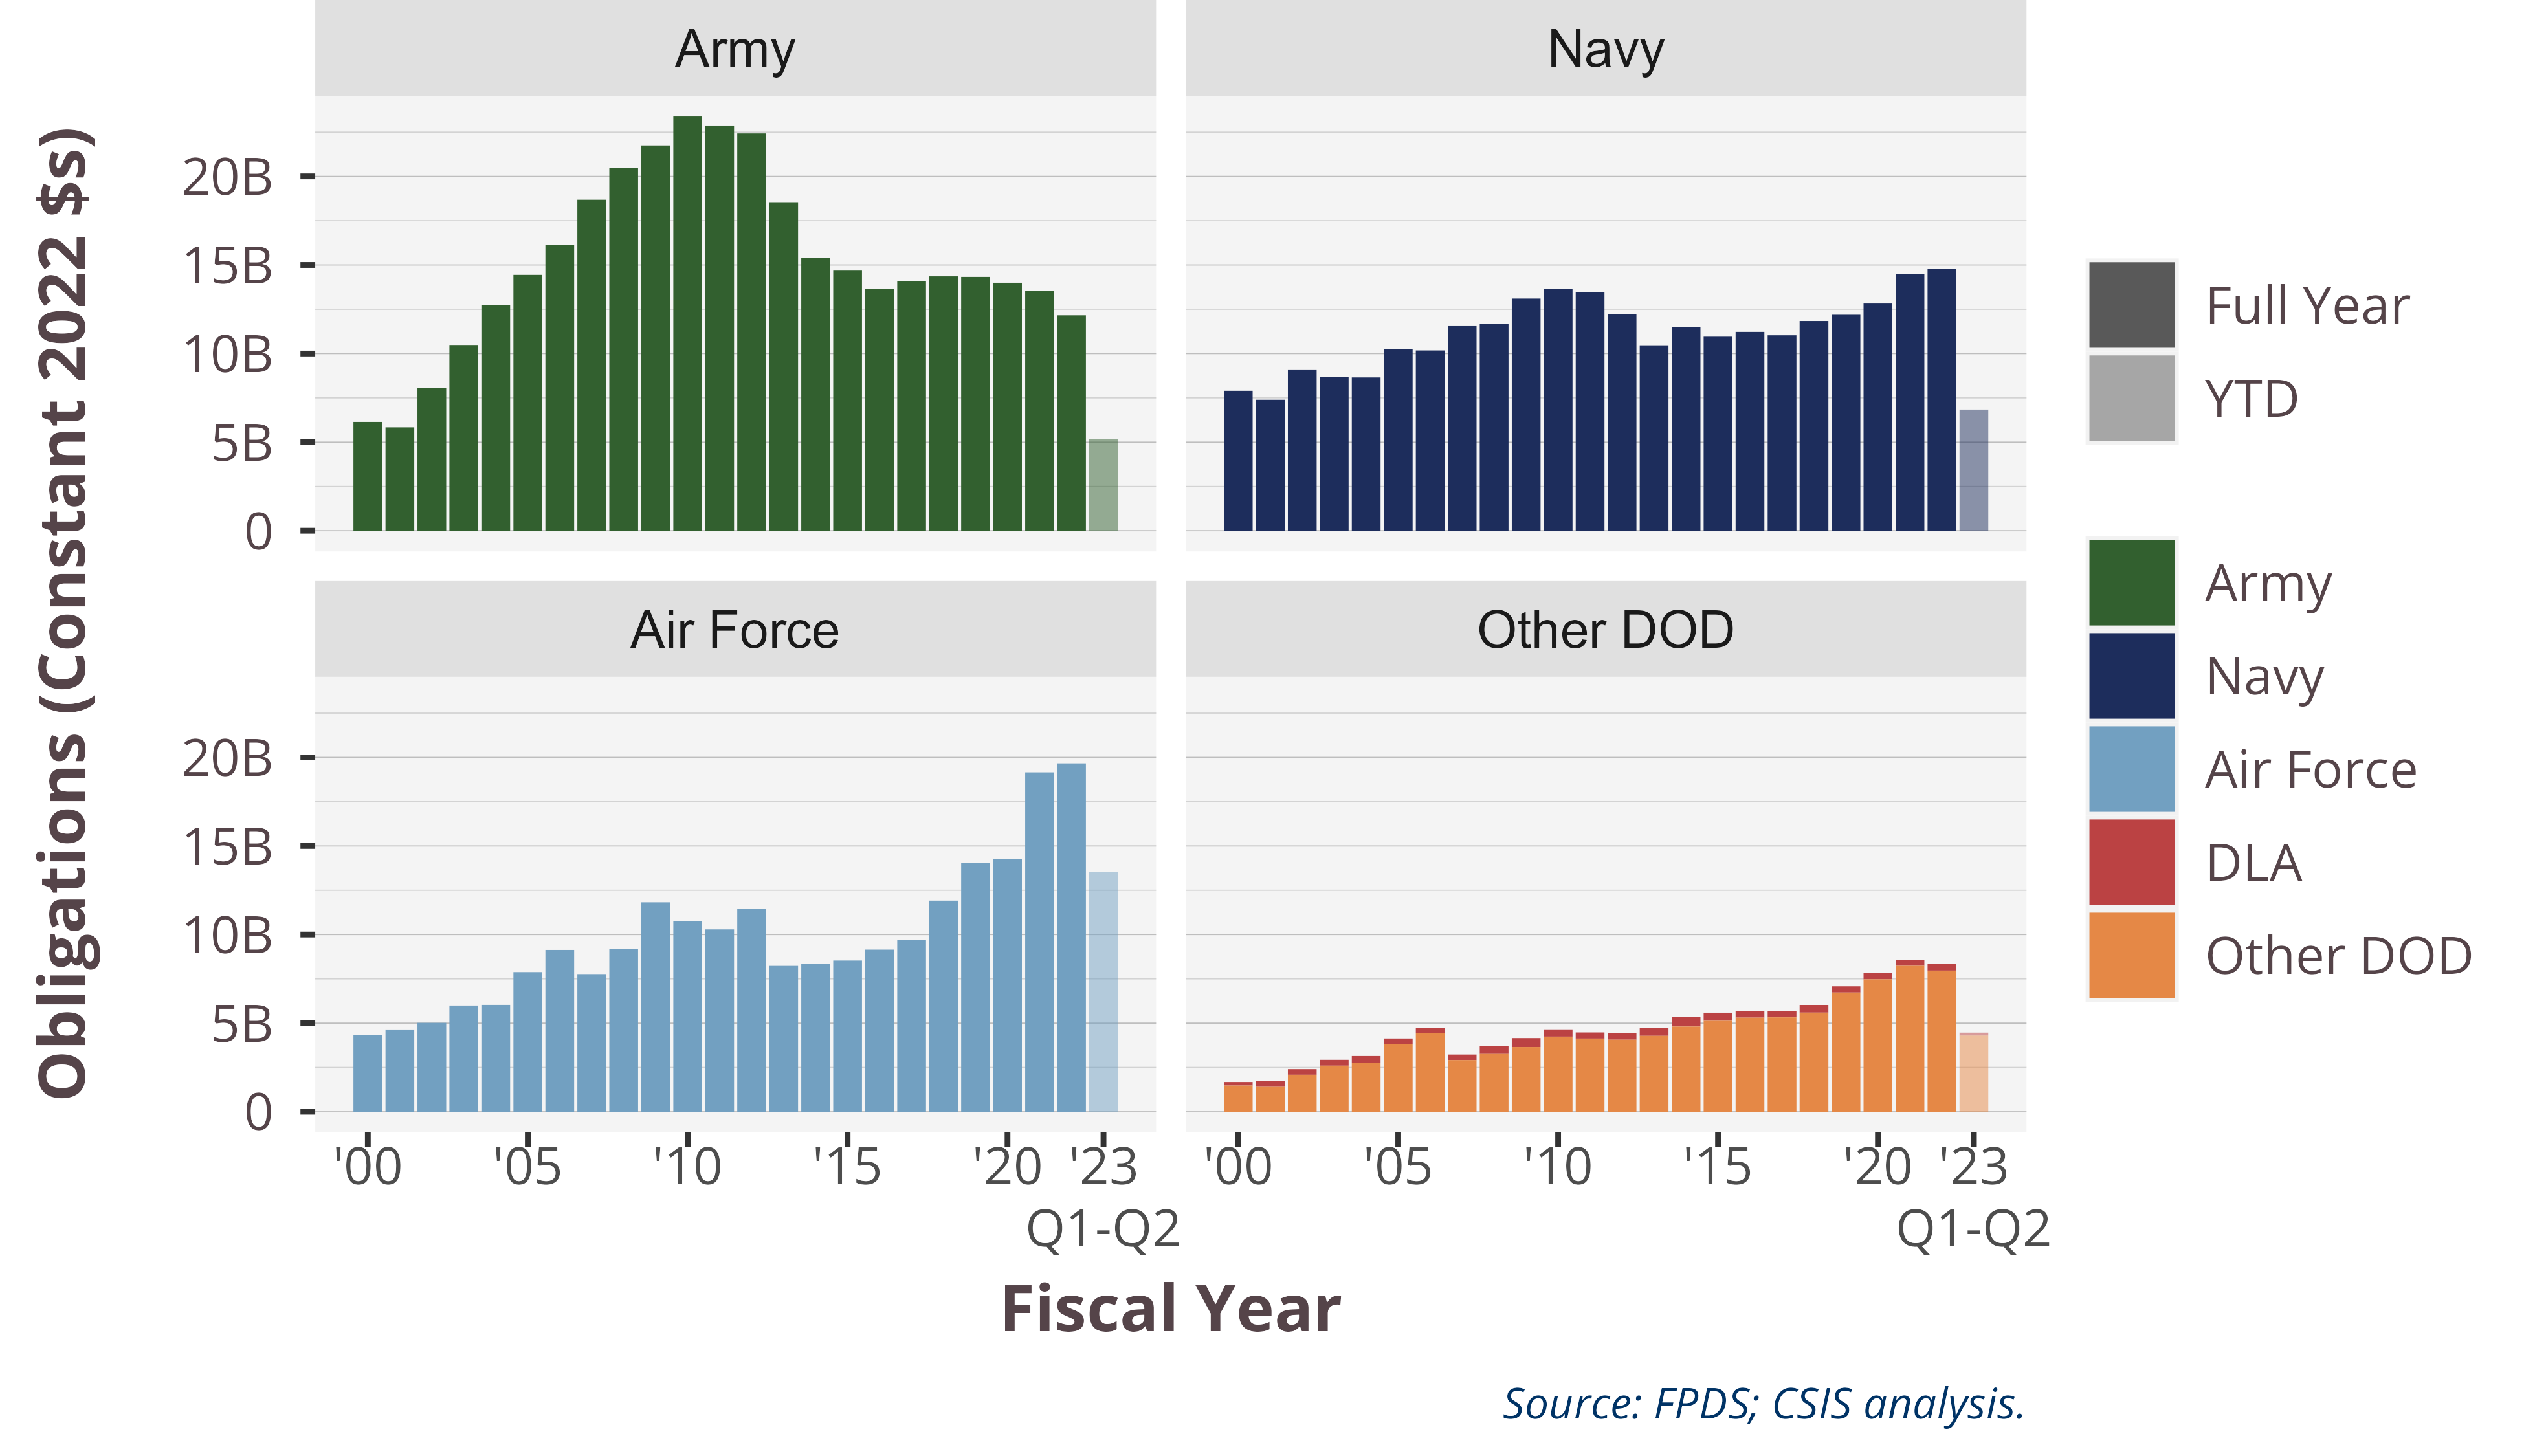 Army
Navy
Obligations (Constant 2022 $s)
20B
15B
10B
5B
0
Air Force
Other DOD
20B
15B
10B
5B
0
'00 '05 '10 '15 '20 '23
Q1-Q2
'00 '05 '10 '15 '20 '23
Q1-Q2
Fiscal Year
Full Year
YTD
Army
Navy
Air Force
DLA
Other DOD
Source: FPDS; CSIS analysis.